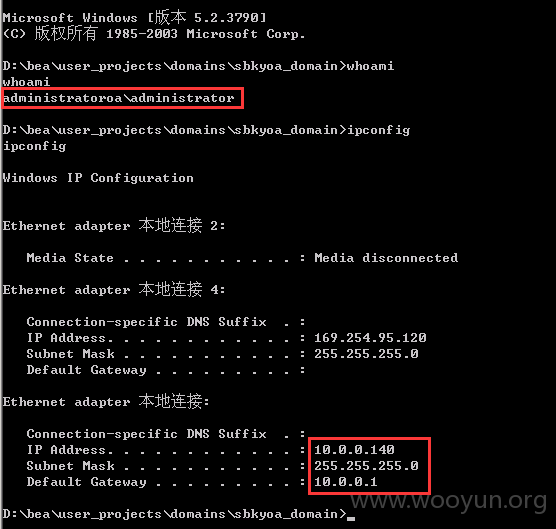 Microsoft Windows [版本 5.2.3790]
(C) 版权所有 1985-2003 Microsoft Corp.
D:\bea\user_projects\domains\sbkyoa_domain>whoami
whoami
administratoroa\administrator
D:\bea\user_projects\domains\sbkyoa_domain>ipconfig
ipconfig
Windows IP Configuration
Ethernet adapter 本地连接 2:
Media State . . . . . . . . . . . : Media disconnected
Ethernet adapter 本地连接 4:
Connection-specific DNS Suffix  . :
IP Address. . . . . . . . . . . . : 169.254.95.120
Subnet Mask . . . . . . . . . . . : 255.255.255.0
Default Gateway . . . . . . . . . :
Ethernet adapter 本地连接:
Connection-specific DNS Suffix  . :
IP Address. . . . . . . . . . . . : 10.0.0.140
Subnet Mask . . . . . . . . . . . : 255.255.255.0
Default Gateway . . . . . . . . . : 10.0.0.1
www.wooyun.org
D:\bea\user_projects\domains\sbkyoa_domain>_